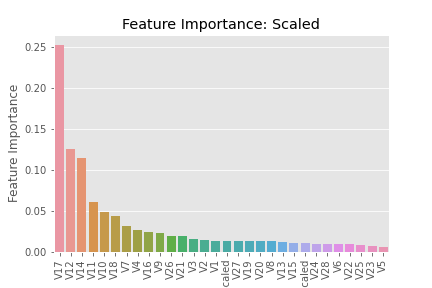 Feature Importance: Scaled
Feature Importance
0.25
0.20
0.15
0.10
0.05
0.00
V17
V12
V14
V11
V10
V18
V7
V4
V16
V9
V26
V21
V3
V2
V1
caled
V27
V19
V20
V8
V13
V15
caled
V24
V28
V6
V22
V25
V23
V5